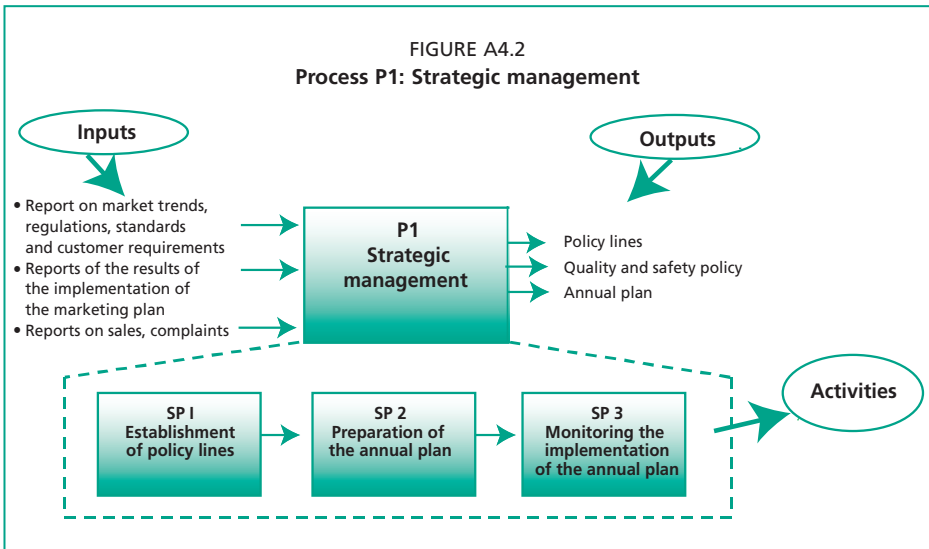 FIGURE A4.2
Process P1: Strategic management
Inputs
Outputs
• Report on market trends,
regulations, standards
and customer requirements
• Reports of the results of
the implementation of
the marketing plan
• Reports on sales, complaints
P1
Strategic
management
Policy lines
Quality and safety policy
Annual plan
SP I
Establishment
of policy lines
SP 2
Preparation of
the annual plan
SP 3
Monitoring the
implementation
of the annual plan
Activities